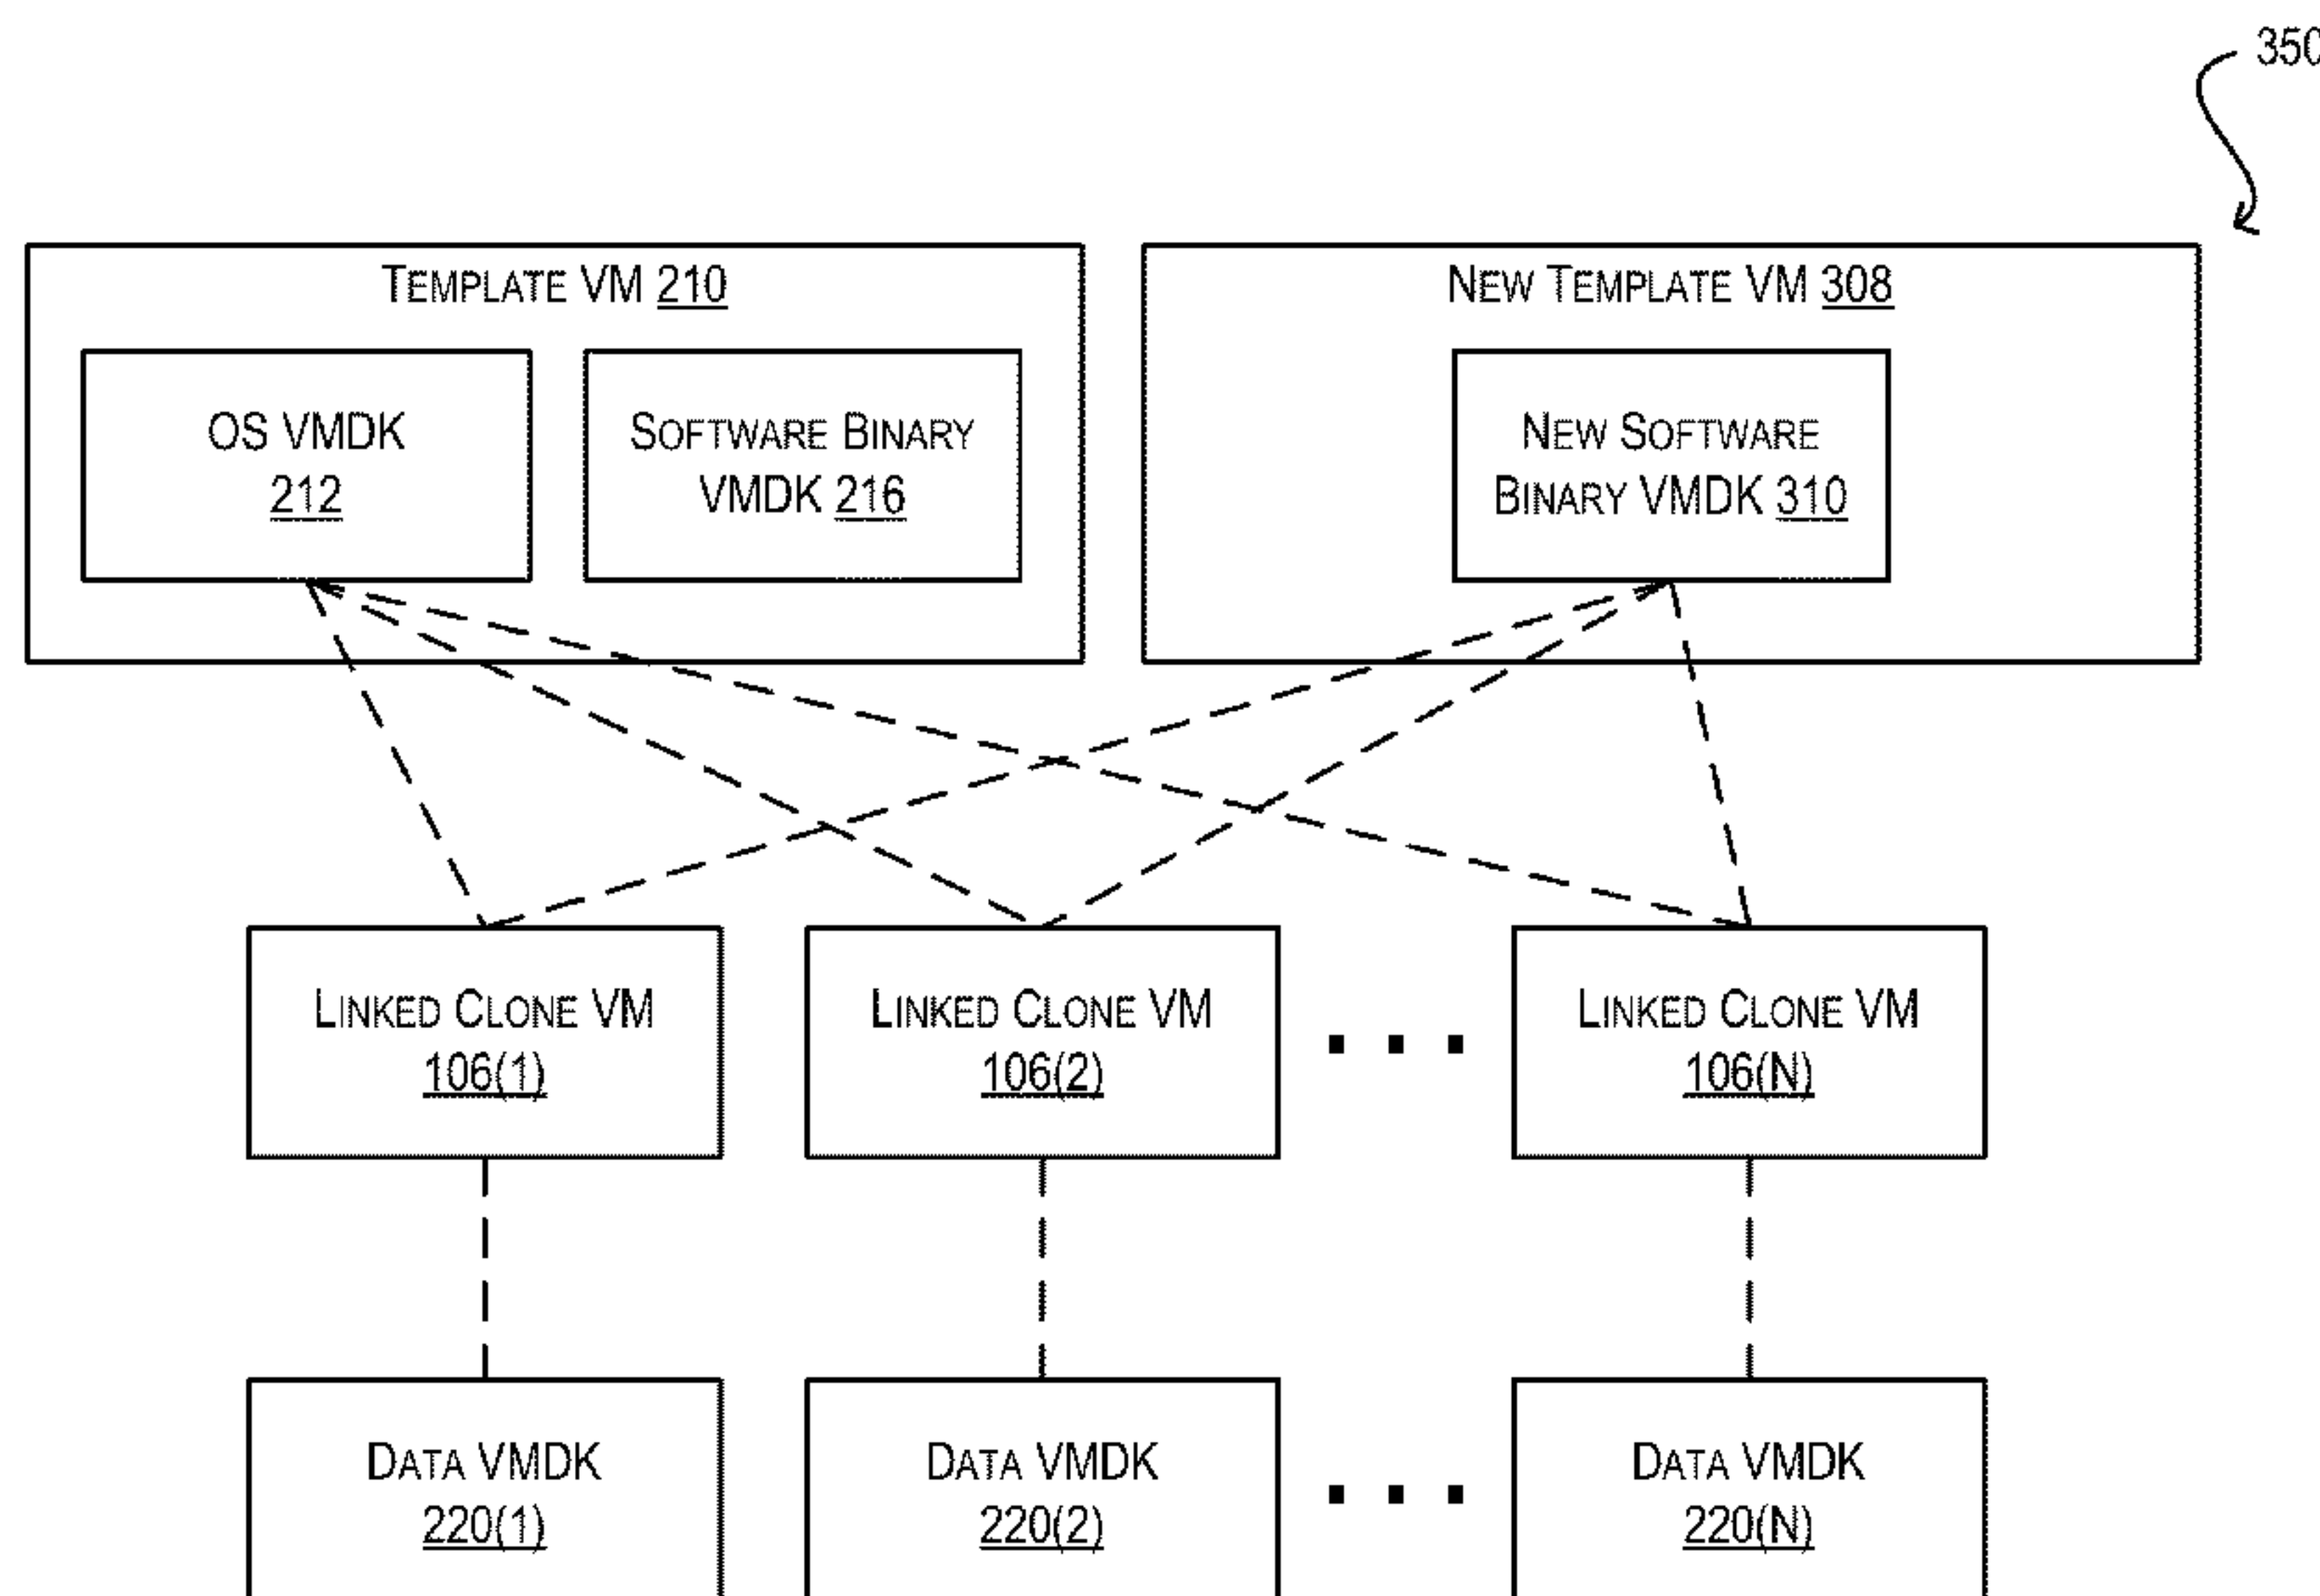 350
TEMPLATE VM 210
NEW TEMPLATE VM 308
OS VMDK
212
SOFTWARE BINARY
VMDK 216
NEW SOFTWARE
BINARY VMDK 310
LINKED CLONE VM
106(1)
LINKED CLONE VM
106(2)
LINKED CLONE VM
106(N)
DATA VMDK
220(1)
DATA VMDK
220(2)
DATA VMDK
220(N)